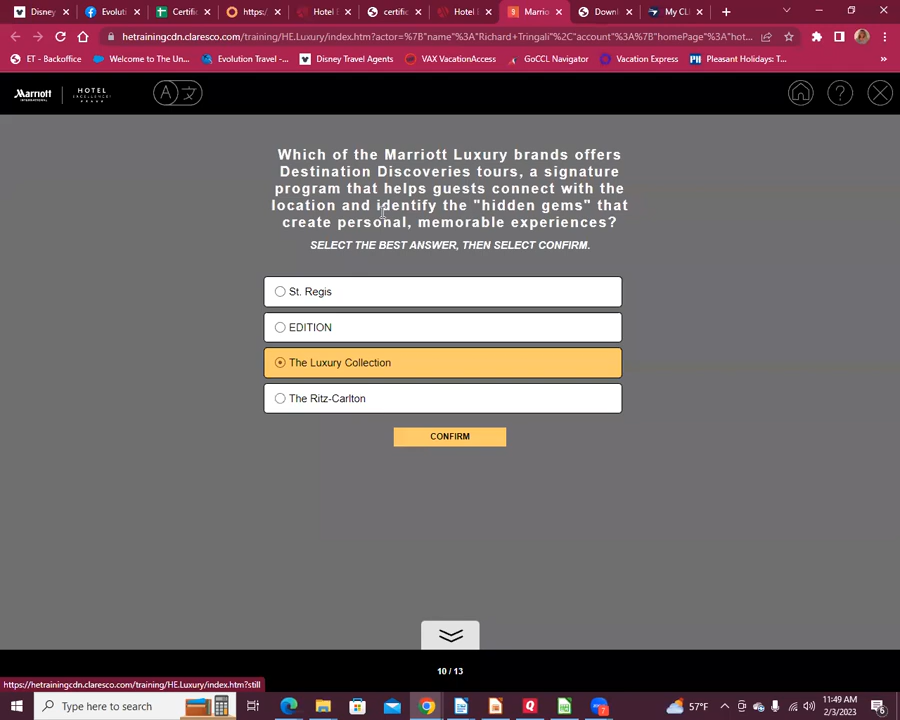 Disney
Evoluti
Certific
https:/
Hotel E
certific
Hotel E
Marrio
Downl
My CLI
hetrainingcdn.claresco.com/training/HE.Luxury/index.htm?actor=%7B"name"%3A"Richard+Tringali"%2C"account"%3A%7B"homePage"%3A"hot...
ET - Backoffice
Welcome to The Un...
Evolution Travel -...
Disney Travel Agents
VAX VacationAccess
GoCCL Navigator
Vacation Express
Pleasant Holidays: T...
»
Marriott
INTERNATIONAL
HOTEL
EXCELLENCE
A 文
?
Which of the Marriott Luxury brands offers
Destination Discoveries tours, a signature
program that helps guests connect with the
location and identify the "hidden gems" that
create personal, memorable experiences?
SELECT THE BEST ANSWER, THEN SELECT CONFIRM.
St. Regis
EDITION
The Luxury Collection
The Ritz-Carlton
CONFIRM
10 / 13
https://hetrainingcdn.claresco.com/training/HE.Luxury/index.htm?still
Type here to search
57°F
11:49 AM
2/3/2023
6